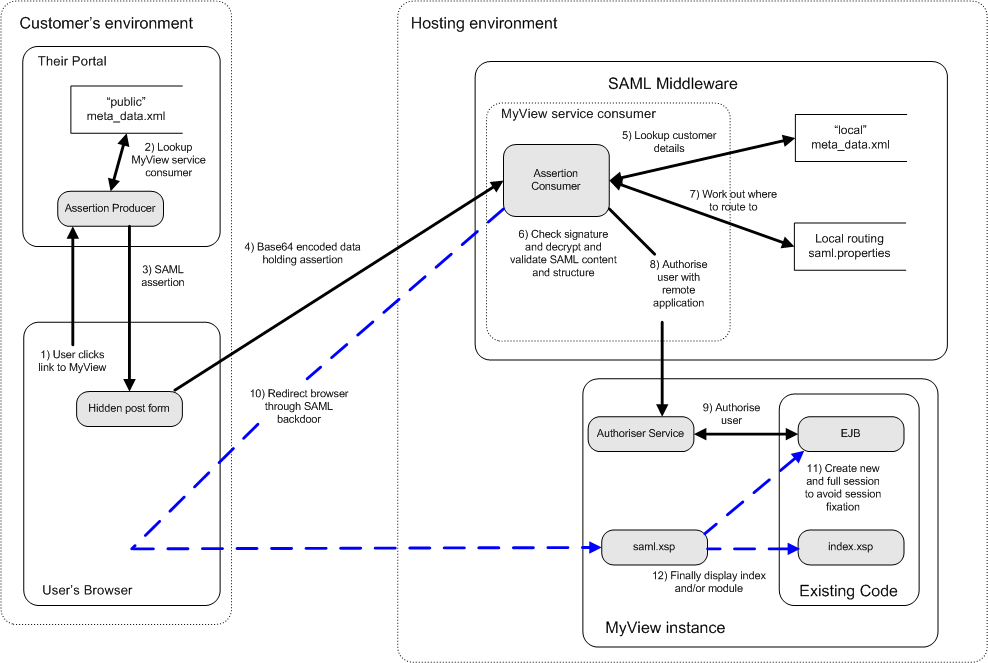 Customer's environment
Their Portal
"public"
meta_data.xml
2) Lookup
MyView service
consumer
Assertion Producer
3) SAML
assertion
1) User clicks
link to MyView
Hidden post form
User's Browser
4) Base64 encoded data
holding assertion
10) Redirect browser
through SAML
backdoor
Hosting environment
SAML Middleware
MyView service consumer
Assertion
Consumer
5) Lookup customer
details
"local"
meta_data.xml
7) Work out where
to route to
Local routing
saml.properties
6) Check signature
and decrypt and
validate SAML content
and structure
8) Authorise
user with
remote
application
Authoriser Service
9) Authorise
user
EJB
11) Create new
and full session
to avoid session
fixation
saml.xsp
index.xsp
12) Finally display index
and/or module
Existing Code
MyView instance